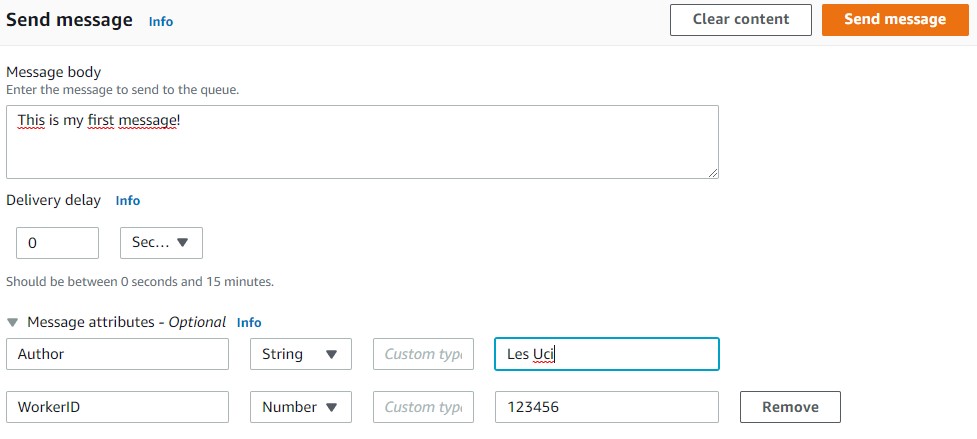 Send message Info Clear content Send message
Message body
Enter the message to send to the queue.
This is my first message!
Delivery delay Info
0 Sec...
Should be between 0 seconds and 15 minutes.
Message attributes - Optional Info
Author String Custom type Les Uci
WorkerID Number Custom type 123456 Remove